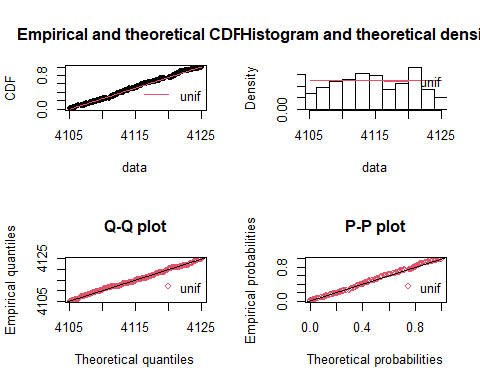 Empirical and theoretical CDF
Histogram and theoretical densi
CDF
0.0
0.8
unif
4105
4115
4125
data
Density
0.00
unif
4105
4115
4125
data
Q-Q plot
Empirical quantiles
4105
4125
unif
4105
4115
4125
Theoretical quantiles
P-P plot
Empirical probabilities
0.0
0.8
unif
0.0
0.4
0.8
Theoretical probabilities